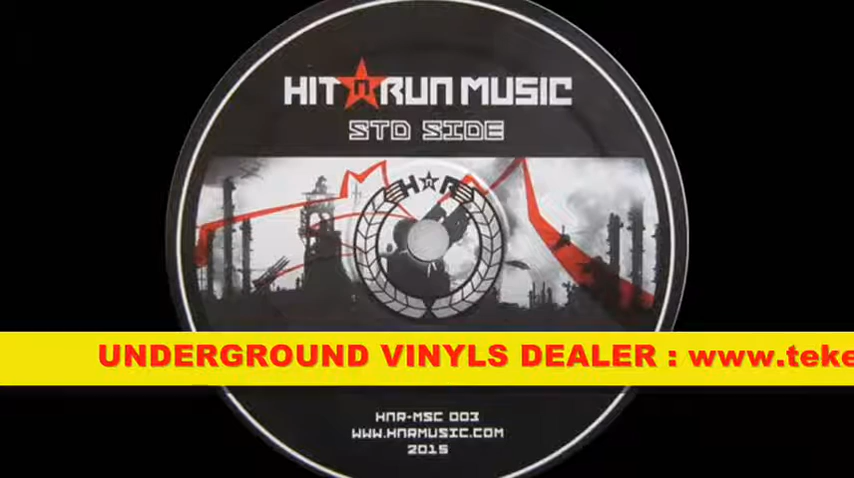 HIT n RUN MUSIC
STD SIDE
H n R
UNDERGROUND VINYLS DEALER : www.teke
HNR-MSC 003
WWW.HNRMUSIC.COM
2015